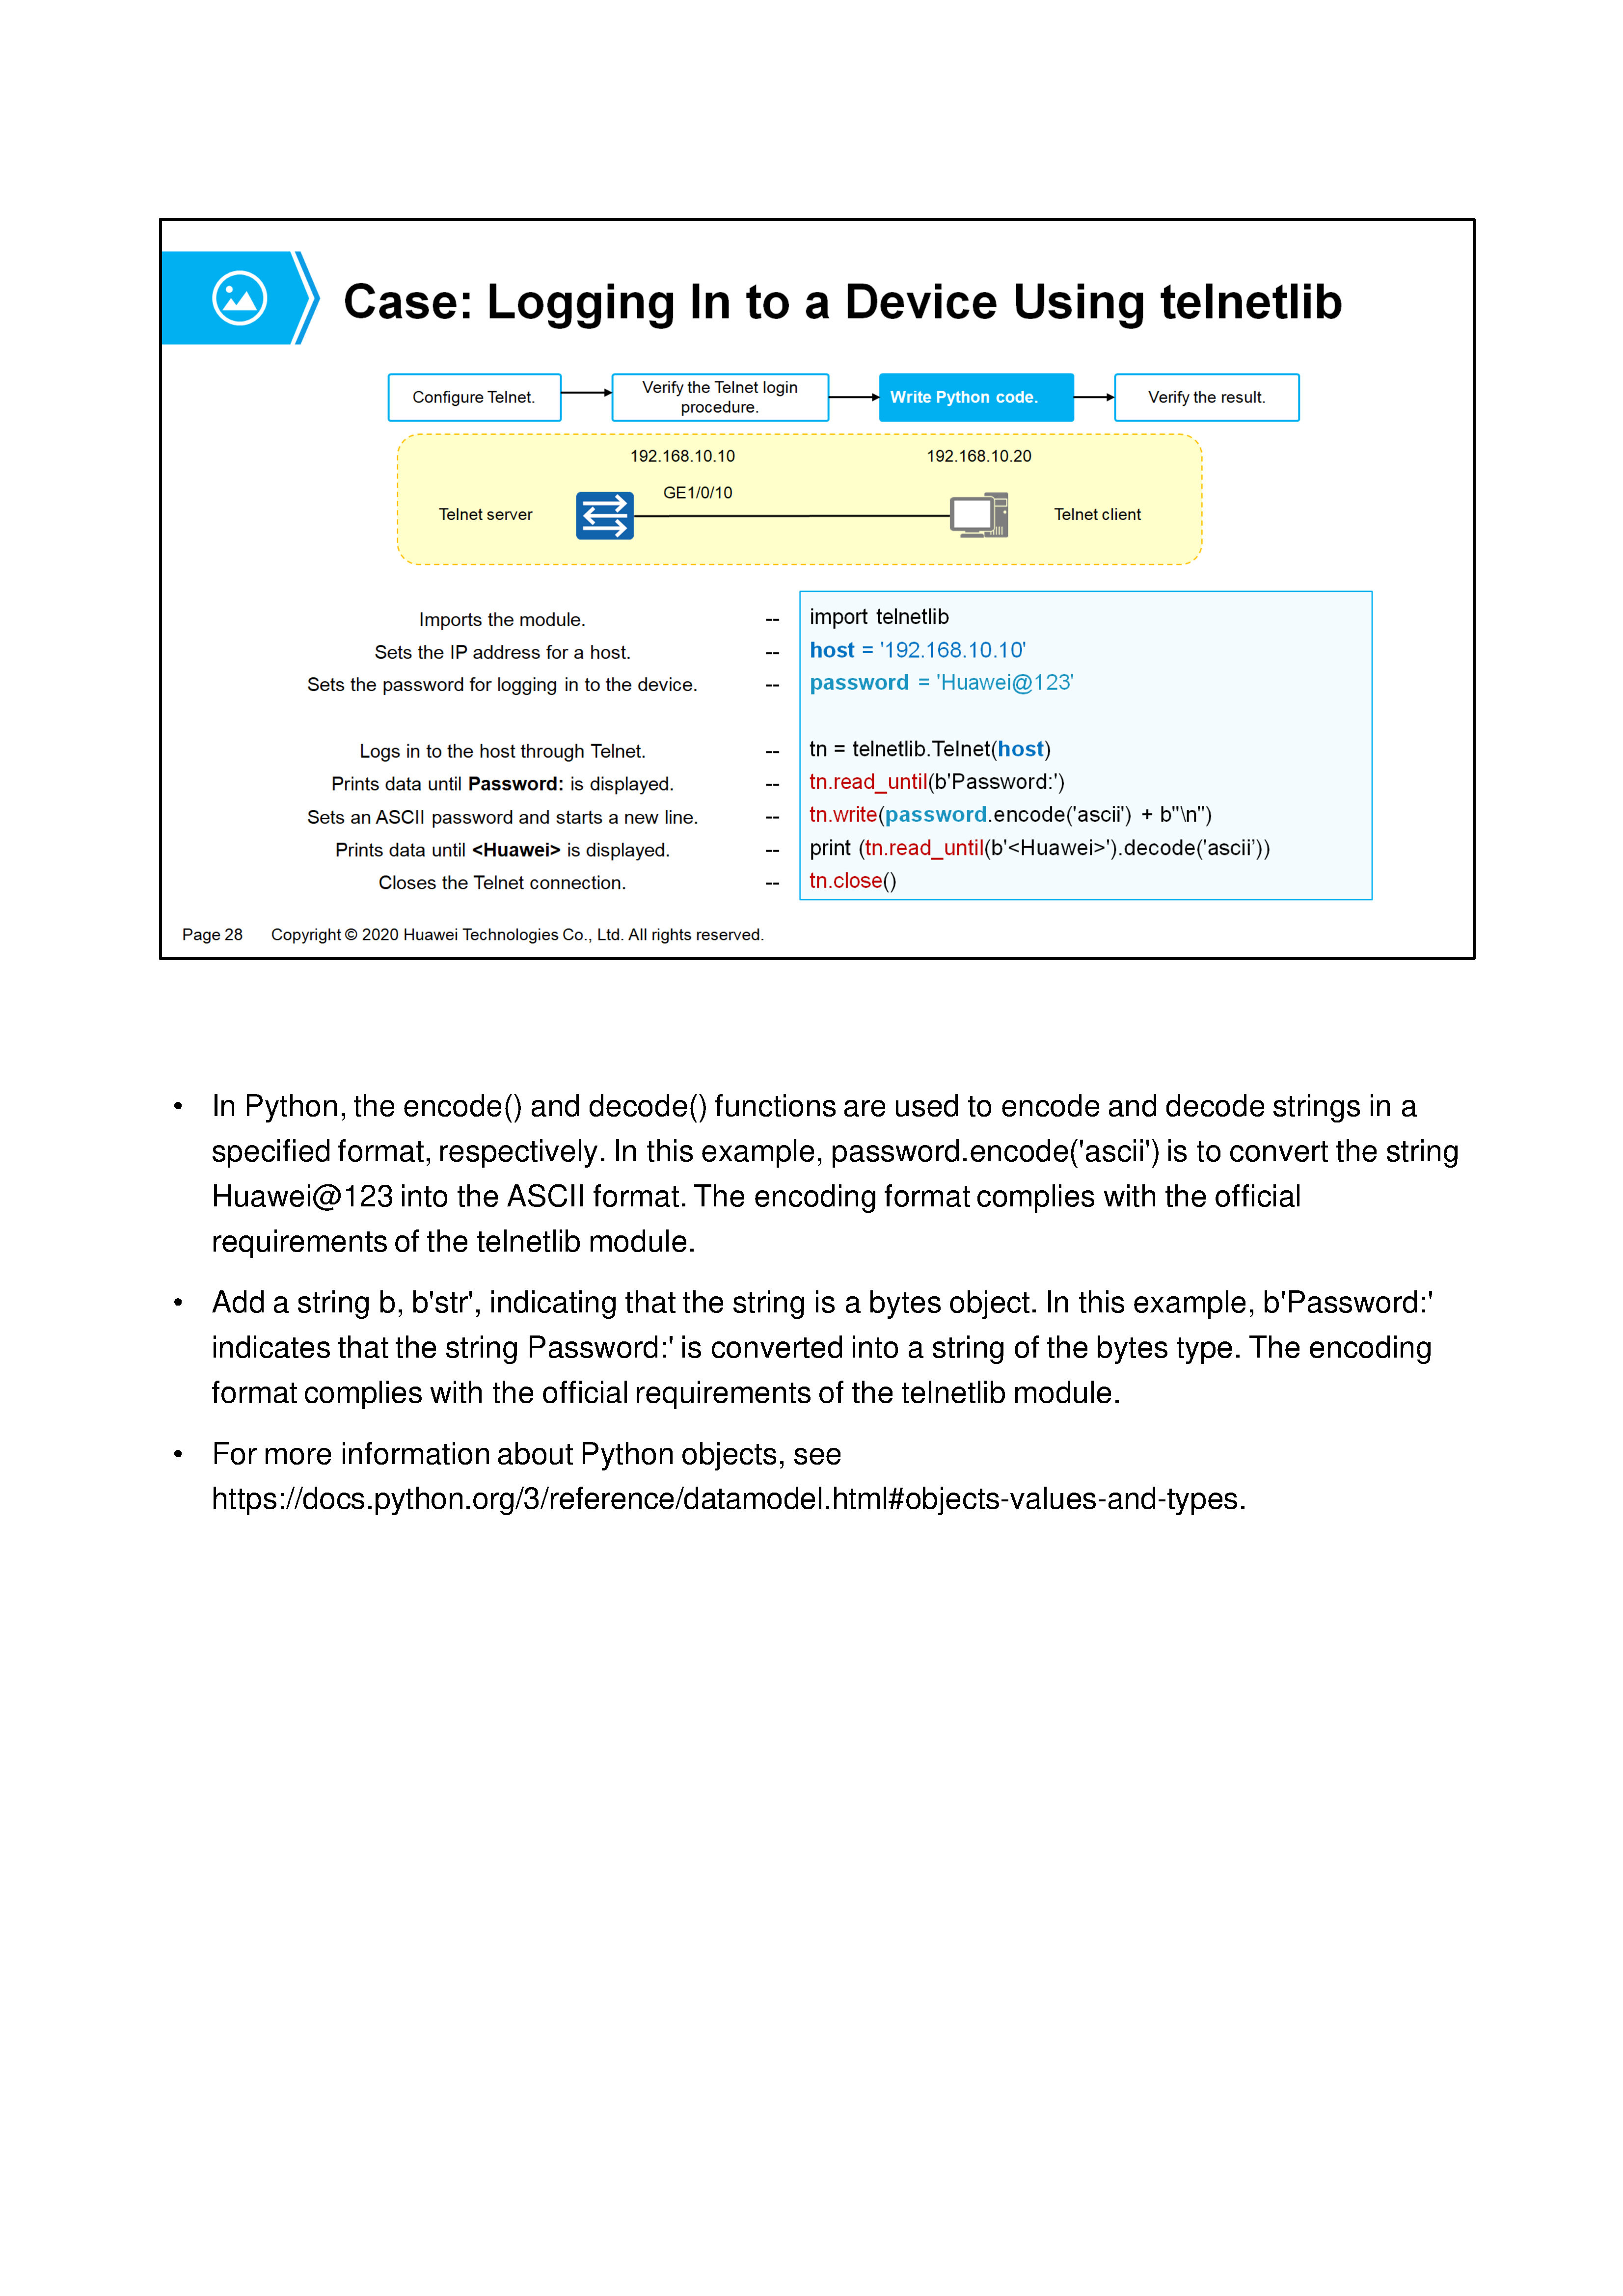 Case: Logging In to a Device Using telnetlib
Configure Telnet.
Verify the Telnet login
procedure.
Write Python code.
Verify the result.
192.168.10.10
192.168.10.20
GE1/0/10
Telnet server
Telnet client
Imports the module. -- import telnetlib
Sets the IP address for a host. -- host = '192.168.10.10'
Sets the password for logging in to the device. -- password = 'Huawei@123'
Logs in to the host through Telnet. -- tn = telnetlib.Telnet(host)
Prints data until Password: is displayed. -- tn.read_until(b'Password:')
Sets an ASCII password and starts a new line. -- tn.write(password.encode('ascii') + b"\n")
Prints data until <Huawei> is displayed. -- print (tn.read_until(b'<Huawei>').decode('ascii'))
Closes the Telnet connection. -- tn.close()
Page 28 Copyright © 2020 Huawei Technologies Co., Ltd. All rights reserved.
• In Python, the encode() and decode() functions are used to encode and decode strings in a
specified format, respectively. In this example, password.encode('ascii') is to convert the string
Huawei@123 into the ASCII format. The encoding format complies with the official
requirements of the telnetlib module.
• Add a string b, b'str', indicating that the string is a bytes object. In this example, b'Password:'
indicates that the string Password:' is converted into a string of the bytes type. The encoding
format complies with the official requirements of the telnetlib module.
• For more information about Python objects, see
https://docs.python.org/3/reference/datamodel.html#objects-values-and-types.